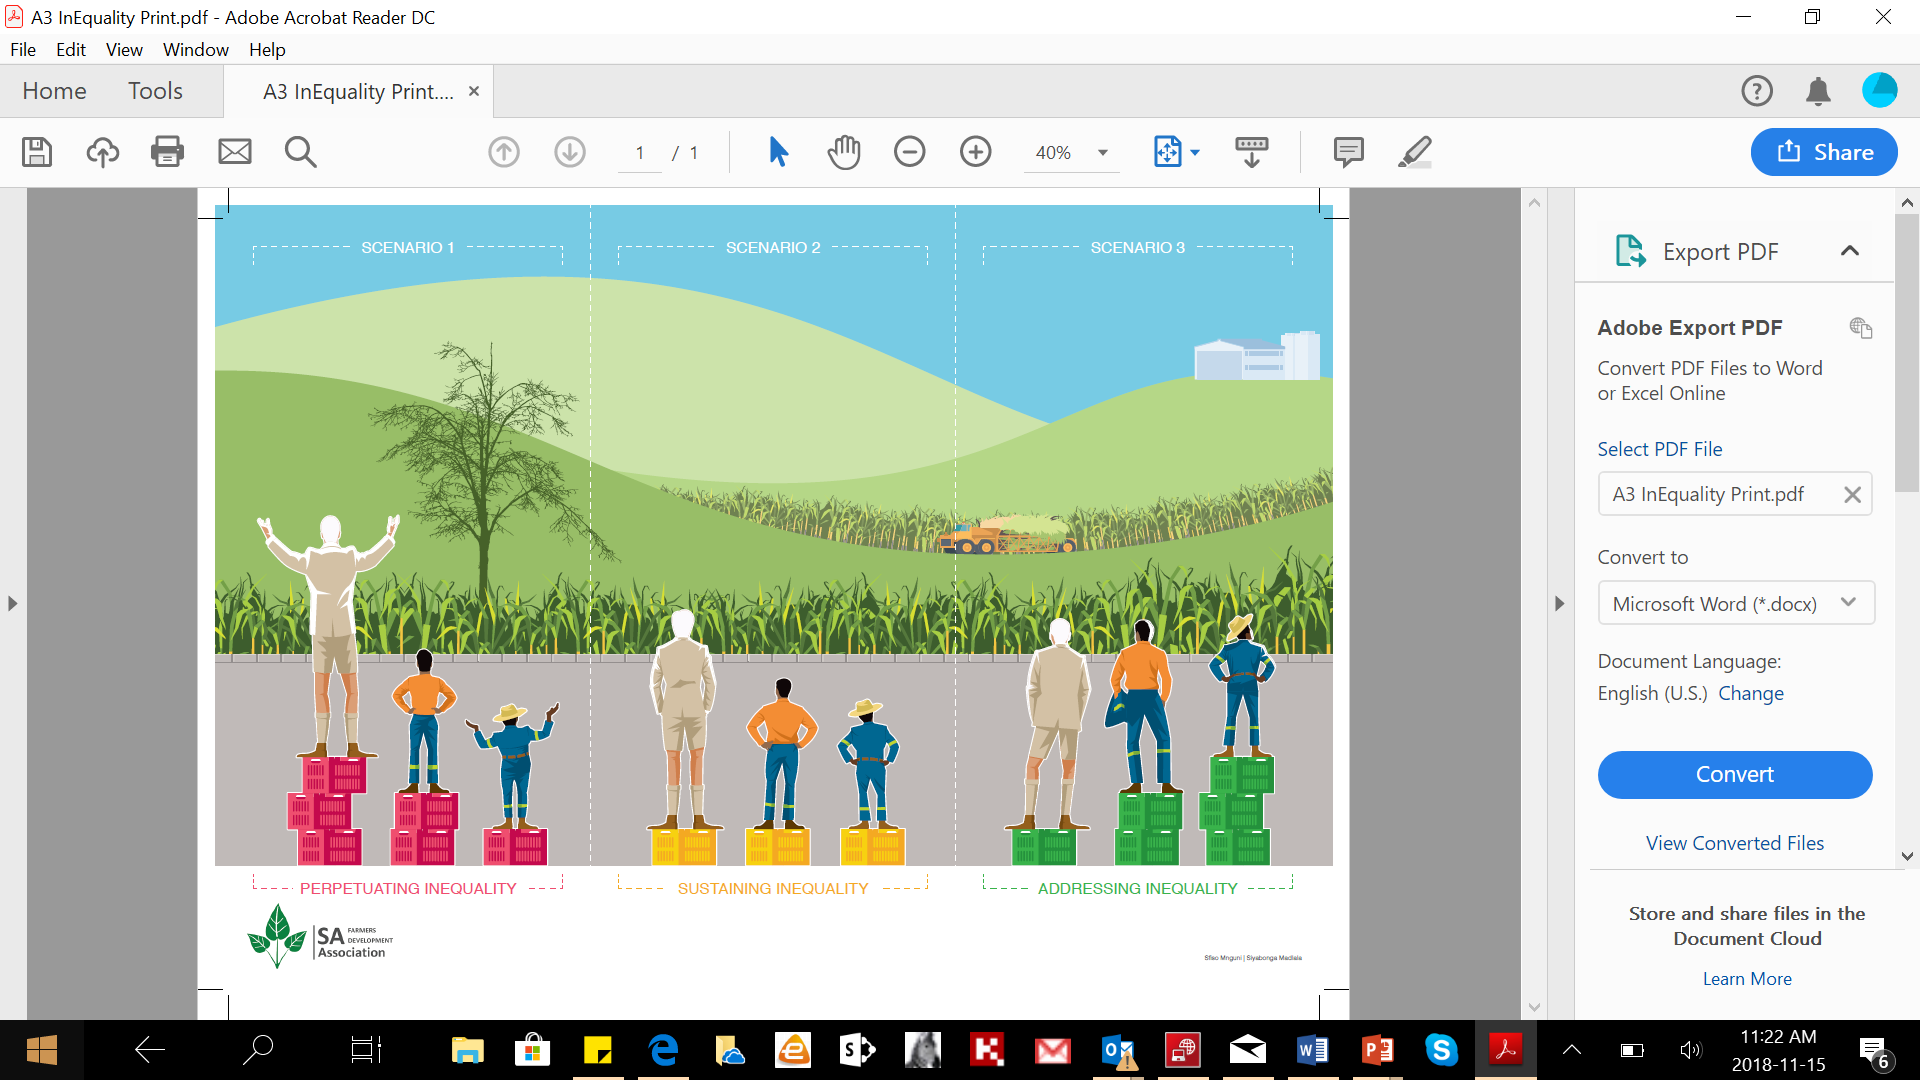 A3 InEquality Print.pdf - Adobe Acrobat Reader DC
File Edit View Window Help
Home Tools A3 InEquality Print....
1 / 1 40% Share
SCENARIO 1 SCENARIO 2 SCENARIO 3
PERPETUATING INEQUALITY SUSTAINING INEQUALITY ADDRESSING INEQUALITY
SA FARMERS
DEVELOPMENT
Association
Sfiso Mnguni | Siyabonga Madlala
Export PDF
Adobe Export PDF
Convert PDF Files to Word
or Excel Online
Select PDF File
A3 InEquality Print.pdf
Convert to
Microsoft Word (*.docx)
Document Language:
English (U.S.) Change
Convert
View Converted Files
Store and share files in the
Document Cloud
Learn More
11:22 AM
2018-11-15
6